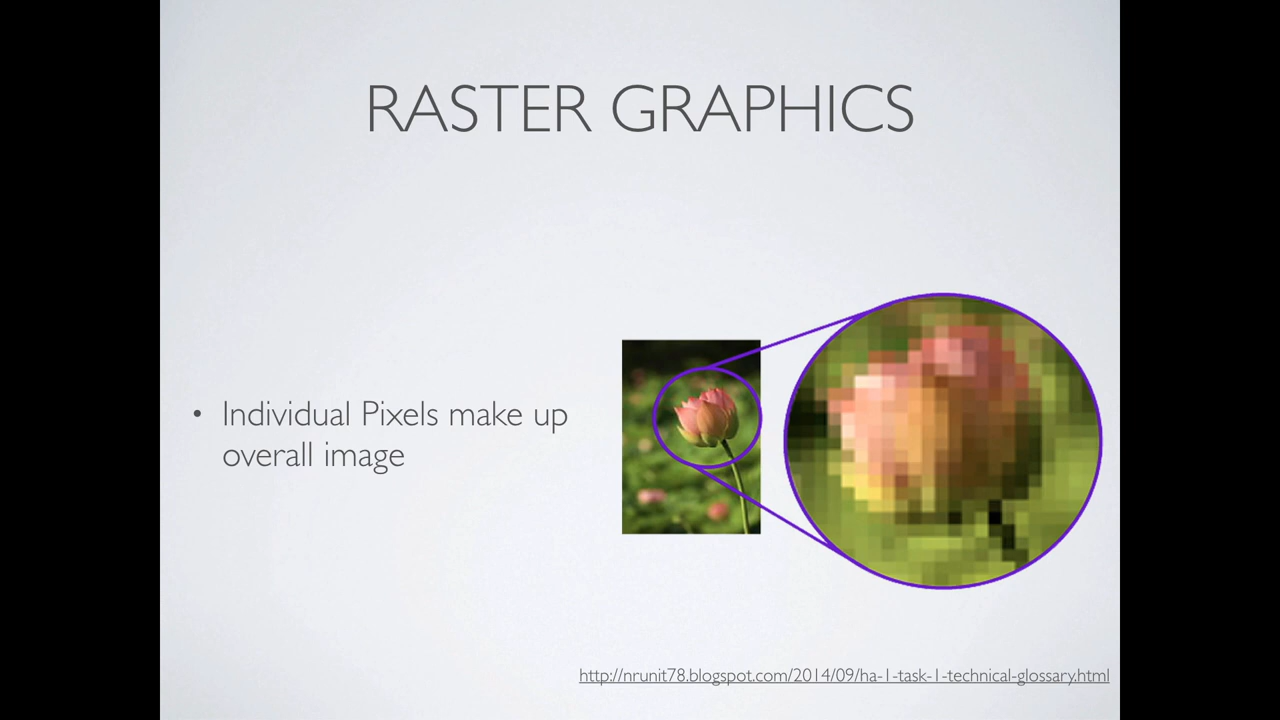 RASTER GRAPHICS
• Individual Pixels make up
overall image
http://nrunit78.blogspot.com/2014/09/ha-1-task-1-technical-glossary.html